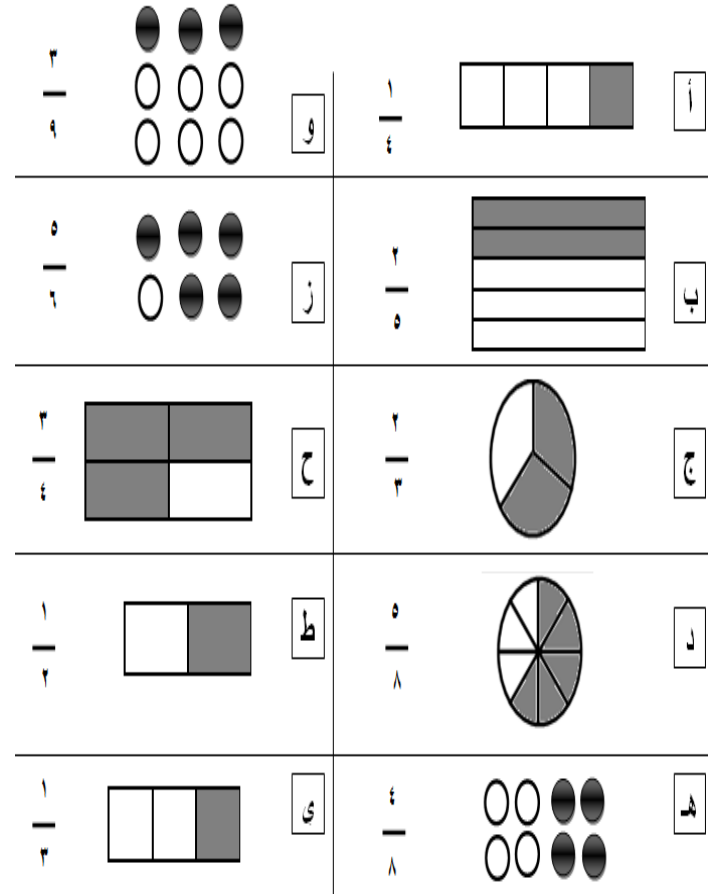 أ
١
٤
ب
٢
٥
ج
٢
٣
د
٥
٨
هـ
٤
٨
و
٣
٩
ز
٥
٦
ح
٣
٤
ط
١
٢
ي
١
٣